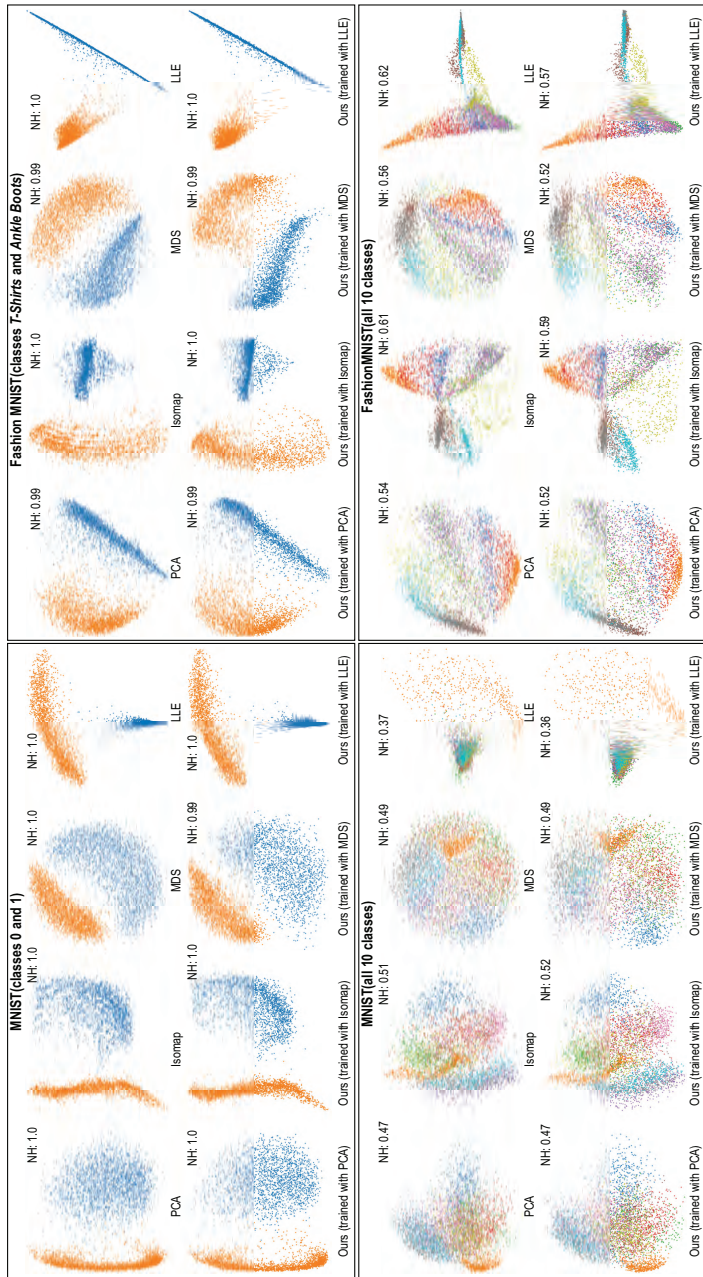 MNIST(classes 0 and 1)
NH: 1.0
NH: 1.0
NH: 1.0
NH: 1.0
PCA
Isomap
MDS
LLE
NH: 1.0
NH: 1.0
NH: 0.99
NH: 1.0
Ours (trained with PCA)
Ours (trained with Isomap)
Ours (trained with MDS)
Ours (trained with LLE)
Fashion MNIST(classes T-Shirts and Ankle Boots)
NH: 0.99
NH: 1.0
NH: 0.99
NH: 1.0
PCA
Isomap
MDS
LLE
NH: 0.99
NH: 1.0
NH: 0.99
NH: 1.0
Ours (trained with PCA)
Ours (trained with Isomap)
Ours (trained with MDS)
Ours (trained with LLE)
MNIST(all 10 classes)
NH: 0.47
NH: 0.51
NH: 0.49
NH: 0.37
PCA
Isomap
MDS
LLE
NH: 0.47
NH: 0.52
NH: 0.49
NH: 0.36
Ours (trained with PCA)
Ours (trained with Isomap)
Ours (trained with MDS)
Ours (trained with LLE)
FashionMNIST(all 10 classes)
NH: 0.54
NH: 0.61
NH: 0.56
NH: 0.62
PCA
Isomap
MDS
LLE
NH: 0.52
NH: 0.59
NH: 0.52
NH: 0.57
Ours (trained with PCA)
Ours (trained with Isomap)
Ours (trained with MDS)
Ours (trained with LLE)